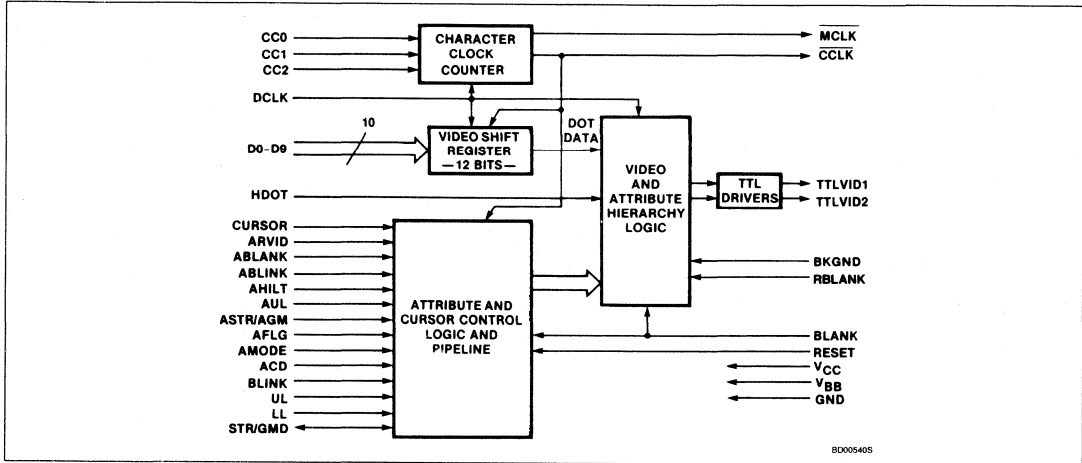 CC0
CC1
CC2
CHARACTER
CLOCK
COUNTER
MCLK
CCLK
DCLK
10
D0-D9
VIDEO SHIFT
REGISTER
—12 BITS—
DOT
DATA
HDOT
VIDEO
AND
ATTRIBUTE
HIERARCHY
LOGIC
TTL
DRIVERS
TTLVID1
TTLVID2
CURSOR
ARVID
ABLANK
ABLINK
AHILT
AUL
ASTR/AGM
AFLG
AMODE
ACD
BLINK
UL
LL
STR/GMD
ATTRIBUTE AND
CURSOR CONTROL
LOGIC AND
PIPELINE
BKGND
RBLANK
BLANK
RESET
VCC
VBB
GND
BD00540S